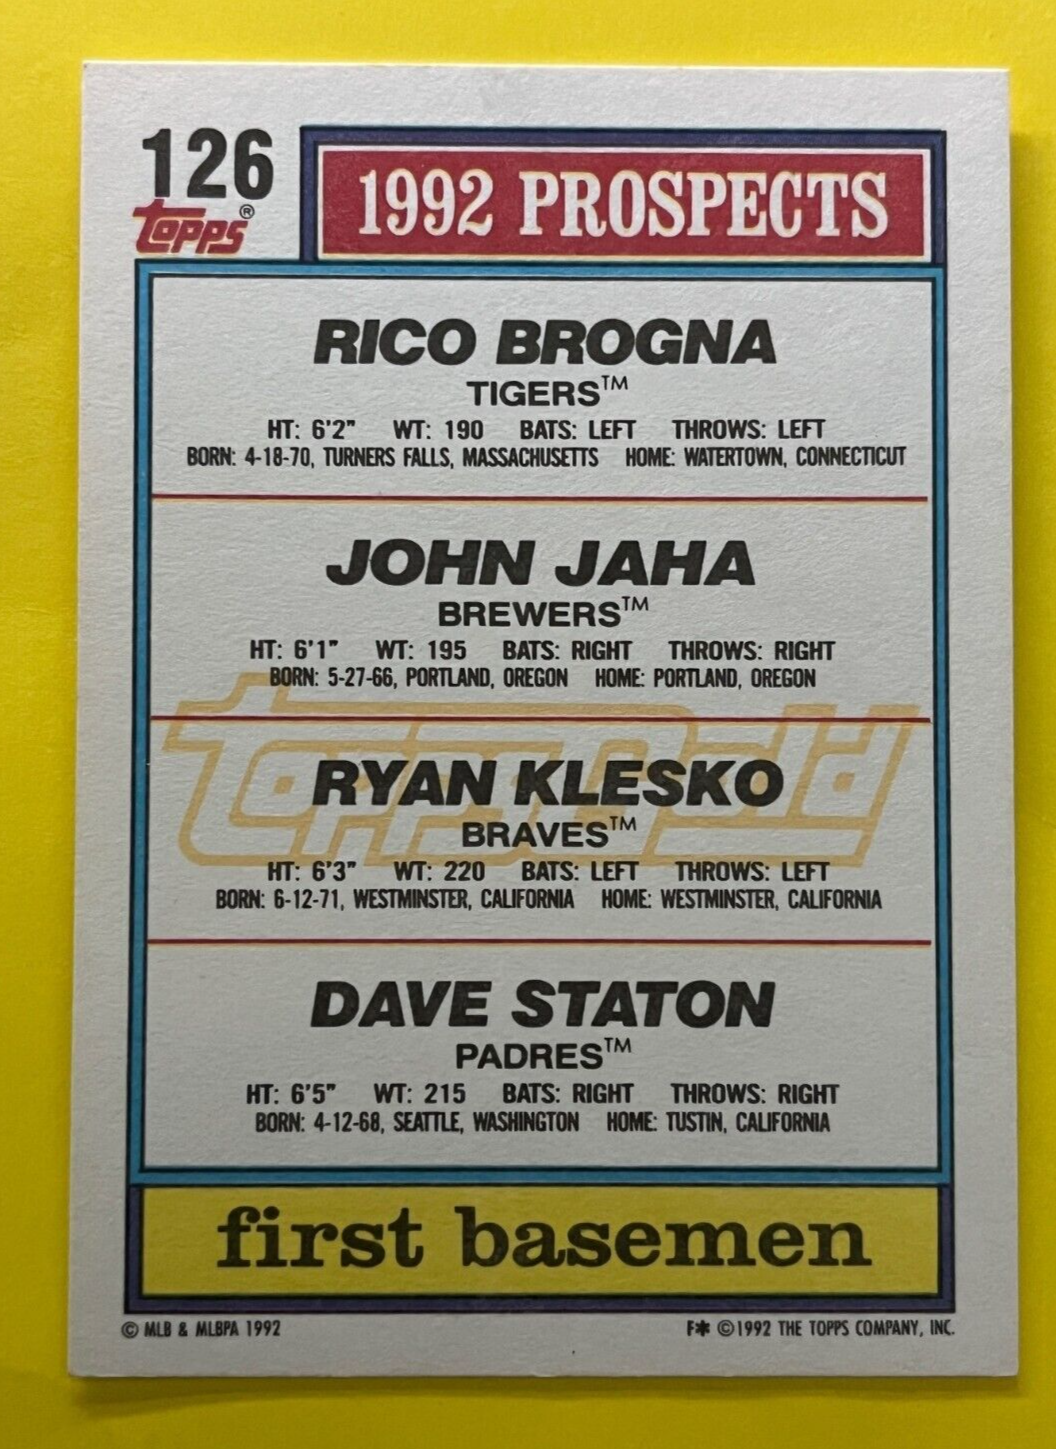 126
Topps®
1992 PROSPECTS
RICO BROGNA
TIGERS™
HT: 6'2" WT: 190 BATS: LEFT THROWS: LEFT
BORN: 4-18-70, TURNERS FALLS, MASSACHUSETTS HOME: WATERTOWN, CONNECTICUT
JOHN JAHA
BREWERS™
HT: 6'1" WT: 195 BATS: RIGHT THROWS: RIGHT
BORN: 5-27-66, PORTLAND, OREGON HOME: PORTLAND, OREGON
ToppsGold
RYAN KLESKO
BRAVES™
HT: 6'3" WT: 220 BATS: LEFT THROWS: LEFT
BORN: 6-12-71, WESTMINSTER, CALIFORNIA HOME: WESTMINSTER, CALIFORNIA
DAVE STATON
PADRES™
HT: 6'5" WT: 215 BATS: RIGHT THROWS: RIGHT
BORN: 4-12-68, SEATTLE, WASHINGTON HOME: TUSTIN, CALIFORNIA
first basemen
© MLB & MLBPA 1992
F✱ ©1992 THE TOPPS COMPANY, INC.